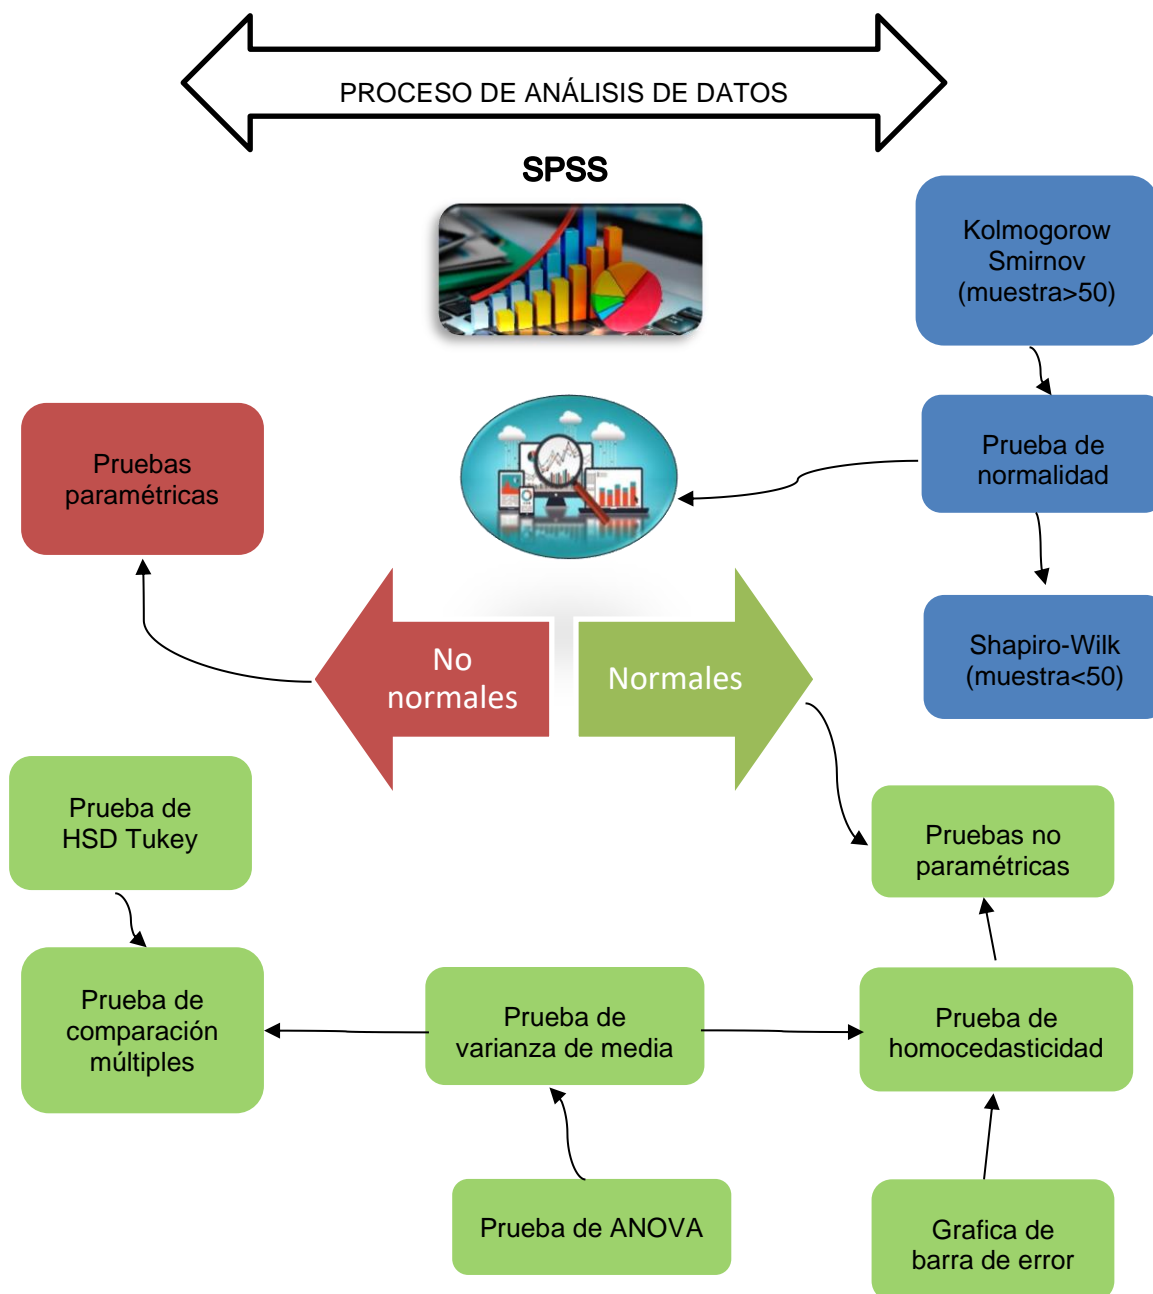 PROCESO DE ANÁLISIS DE DATOS
SPSS
Kolmogorow
Smirnov
(muestra>50)
Pruebas
paramétricas
Prueba de
normalidad
Shapiro-Wilk
(muestra<50)
No
normales
Normales
Prueba de
HSD Tukey
Pruebas no
paramétricas
Prueba de
comparación
múltiples
Prueba de
varianza de media
Prueba de
homocedasticidad
Prueba de ANOVA
Grafica de
barra de error